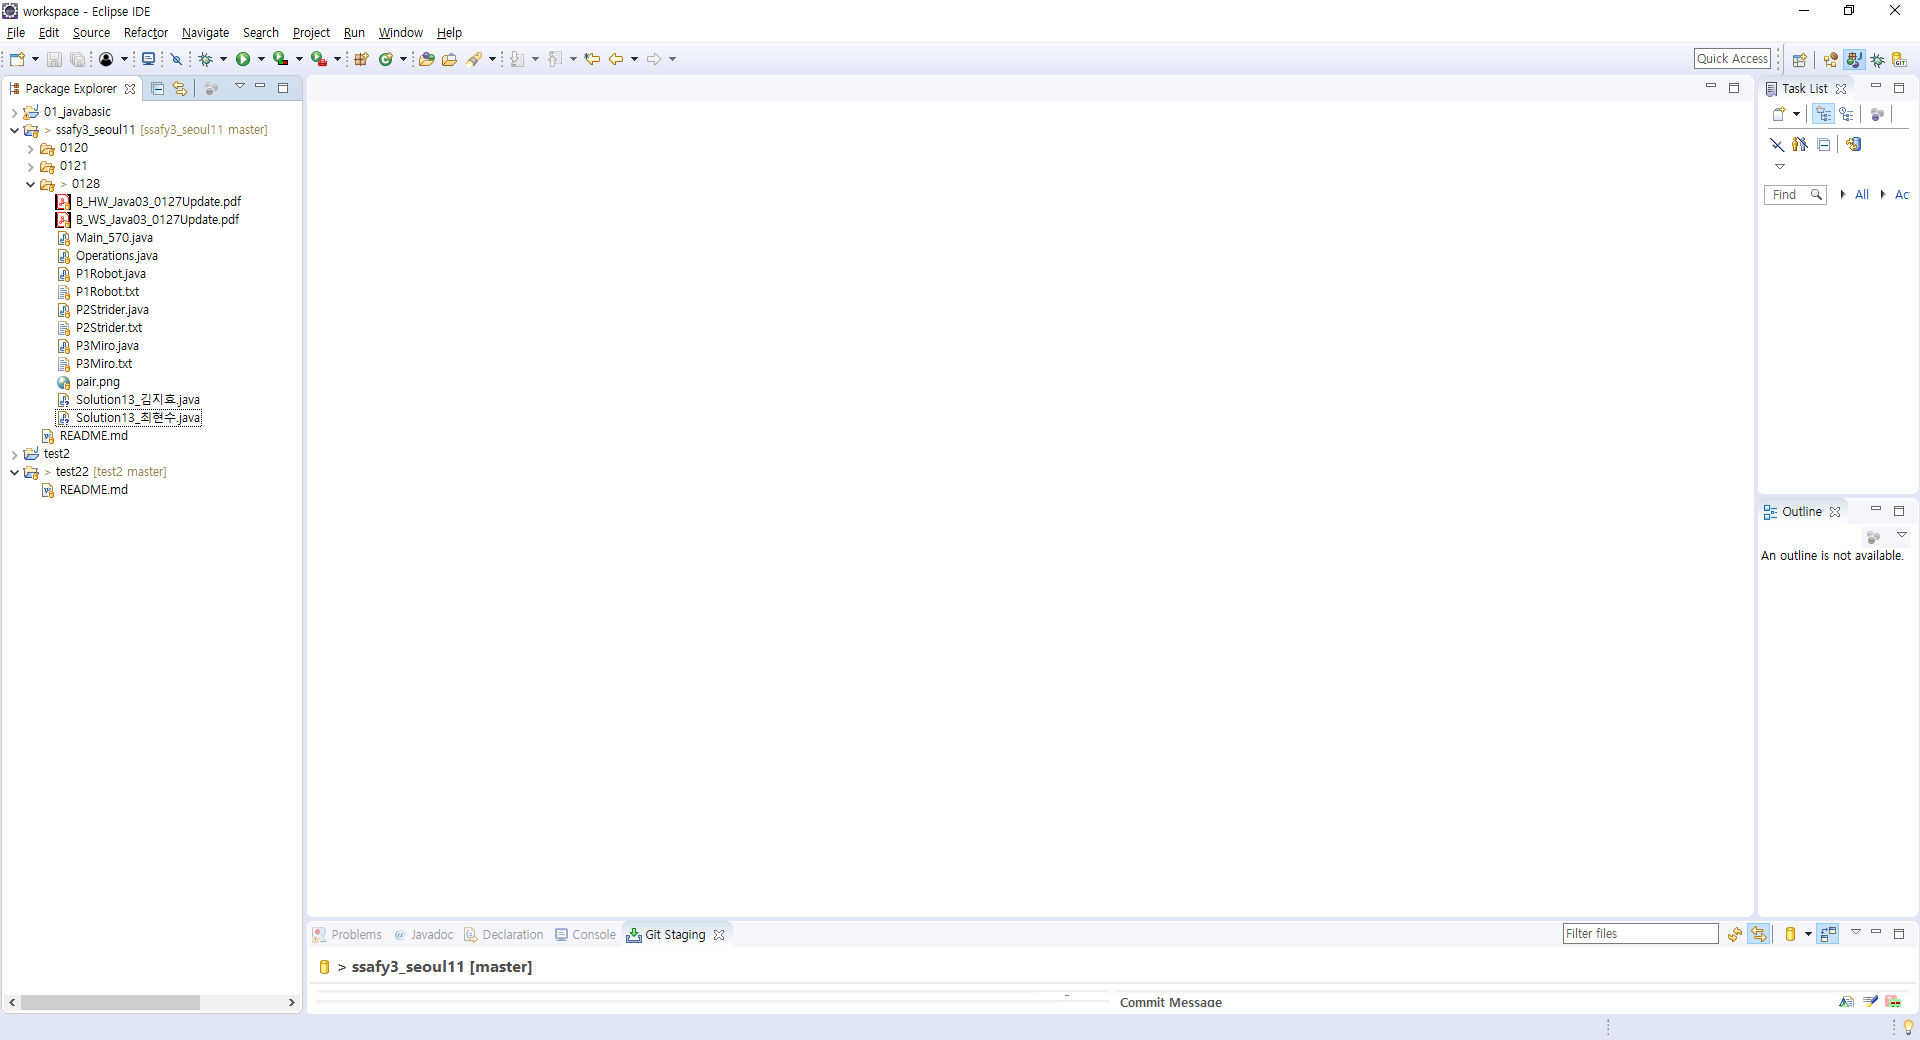 workspace - Eclipse IDE
File Edit Source Refactor Navigate Search Project Run Window Help
Quick Access
Package Explorer
01_javabasic
> ssafy3_seoul11 [ssafy3_seoul11 master]
0120
0121
> 0128
B_HW_Java03_0127Update.pdf
B_WS_Java03_0127Update.pdf
Main_570.java
Operations.java
P1Robot.java
P1Robot.txt
P2Strider.java
P2Strider.txt
P3Miro.java
P3Miro.txt
pair.png
Solution13_김지효.java
Solution13_최현수.java
README.md
test2
> test22 [test2 master]
README.md
Task List
Find All Ac
Outline
An outline is not available.
Problems @ Javadoc Declaration Console Git Staging
Filter files
> ssafy3_seoul11 [master]
Commit Message